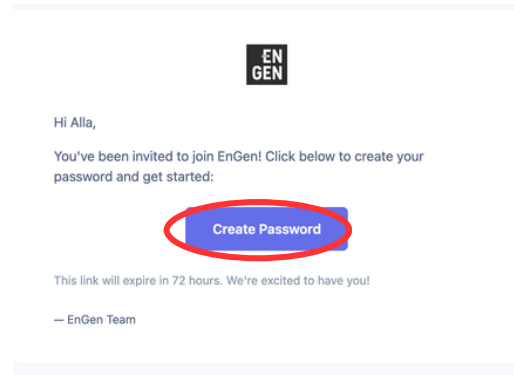 EN
GEN
Hi Alla,
You've been invited to join EnGen! Click below to create your
password and get started:
Create Password
This link will expire in 72 hours. We're excited to have you!
— EnGen Team